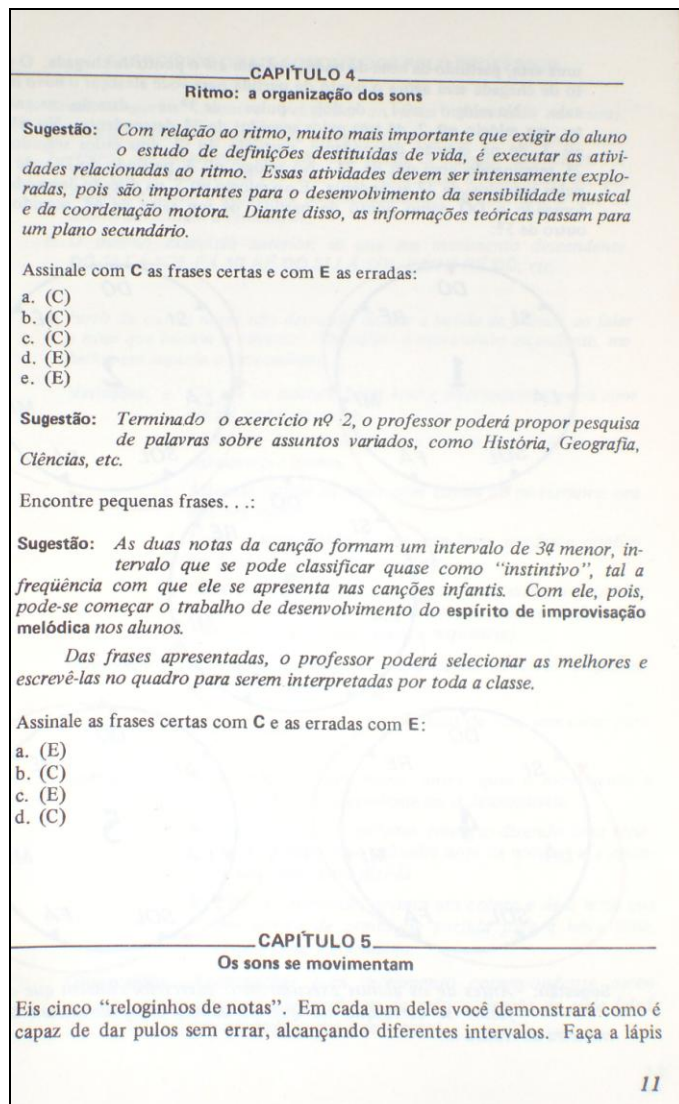 CAPÍTULO 4
Ritmo: a organização dos sons
Sugestão: Com relação ao ritmo, muito mais importante que exigir do aluno
o estudo de definições destituídas de vida, é executar as ativi-
dades relacionadas ao ritmo. Essas atividades devem ser intensamente explo-
radas, pois são importantes para o desenvolvimento da sensibilidade musical
e da coordenação motora. Diante disso, as informações teóricas passam para
um plano secundário.
Assinale com C as frases certas e com E as erradas:
a. (C)
b. (C)
c. (C)
d. (E)
e. (E)
Sugestão: Terminado o exercício nº 2, o professor poderá propor pesquisa
de palavras sobre assuntos variados, como História, Geografia,
Ciências, etc.
Encontre pequenas frases. . .:
Sugestão: As duas notas da canção formam um intervalo de 3ª menor, in-
tervalo que se pode classificar quase como “instintivo”, tal a
freqüência com que ele se apresenta nas canções infantis. Com ele, pois,
pode-se começar o trabalho de desenvolvimento do espírito de improvisação
melódica nos alunos.
Das frases apresentadas, o professor poderá selecionar as melhores e
escrevê-las no quadro para serem interpretadas por toda a classe.
Assinale as frases certas com C e as erradas com E:
a. (E)
b. (C)
c. (E)
d. (C)
CAPÍTULO 5
Os sons se movimentam
Eis cinco “reloginhos de notas”. Em cada um deles você demonstrará como é
capaz de dar pulos sem errar, alcançando diferentes intervalos. Faça a lápis
11